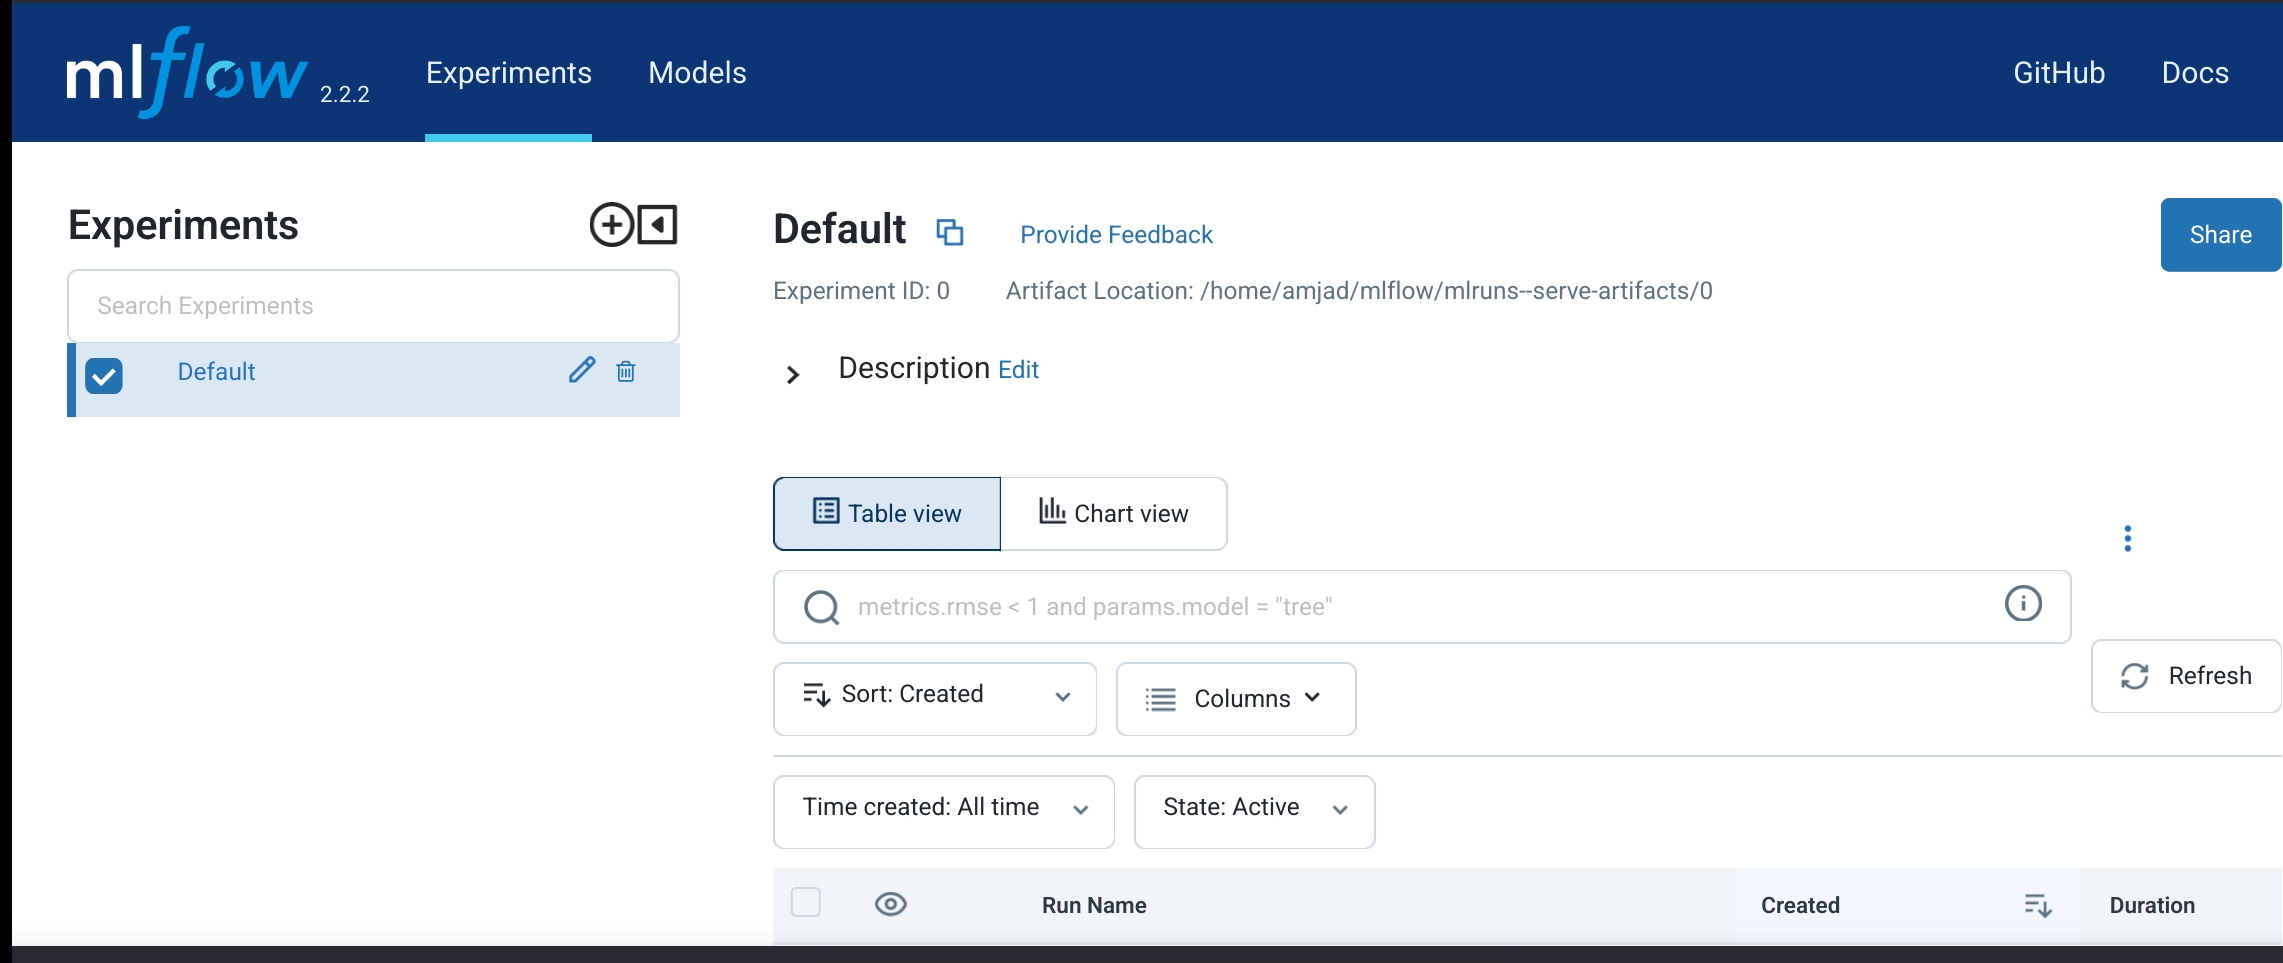 mlflow 2.2.2 Experiments Models GitHub Docs
Experiments
Search Experiments
Default
Default Provide Feedback Share
Experiment ID: 0 Artifact Location: /home/amjad/mlflow/mlruns--serve-artifacts/0
Description Edit
Table view Chart view
metrics.rmse < 1 and params.model = "tree"
Refresh
Sort: Created Columns
Time created: All time State: Active
Run Name Created Duration